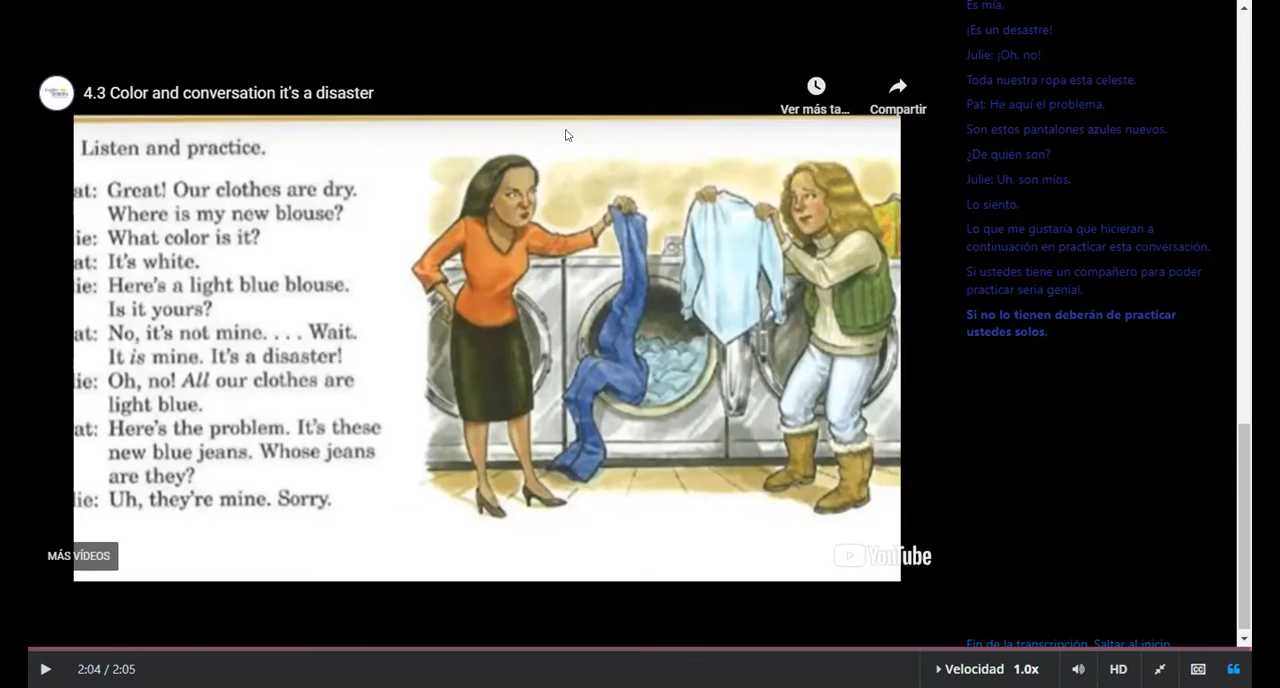 4.3 Color and conversation it's a disaster
Ver más ta...
Compartir
Listen and practice.
at: Great! Our clothes are dry.
Where is my new blouse?
ie: What color is it?
at: It's white.
ie: Here's a light blue blouse.
Is it yours?
at: No, it's not mine. . . . Wait.
It is mine. It's a disaster!
ie: Oh, no! All our clothes are
light blue.
at: Here's the problem. It's these
new blue jeans. Whose jeans
are they?
ie: Uh, they're mine. Sorry.
MÁS VÍDEOS
YouTube
Es mía.
¡Es un desastre!
Julie: ¡Oh, no!
Toda nuestra ropa esta celeste.
Pat: He aquí el problema.
Son estos pantalones azules nuevos.
¿De quién son?
Julie: Uh, son míos.
Lo siento.
Lo que me gustaría que hicieran a
continuación en practicar esta conversación.
Si ustedes tiene un compañero para poder
practicar seria genial.
Si no lo tienen deberán de practicar
ustedes solos.
Fin de la transcripción. Saltar al inicio
2:04 / 2:05
Velocidad 1.0x
HD
CC